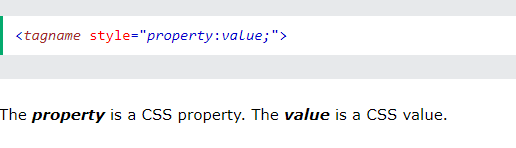 <tagname style="property:value;">
The property is a CSS property. The value is a CSS value.